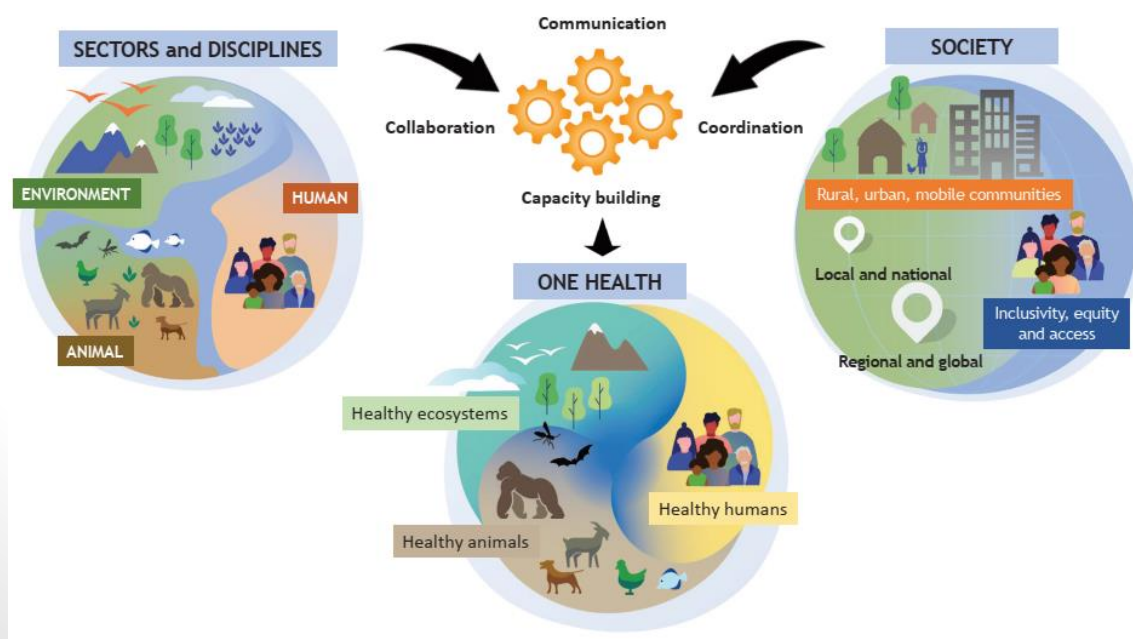 Communication
SECTORS and DISCIPLINES
SOCIETY
Collaboration
Coordination
ENVIRONMENT
HUMAN
Rural, urban, mobile communities
Capacity building
Local and national
ONE HEALTH
Inclusivity, equity
and access
ANIMAL
Regional and global
Healthy ecosystems
Healthy humans
Healthy animals